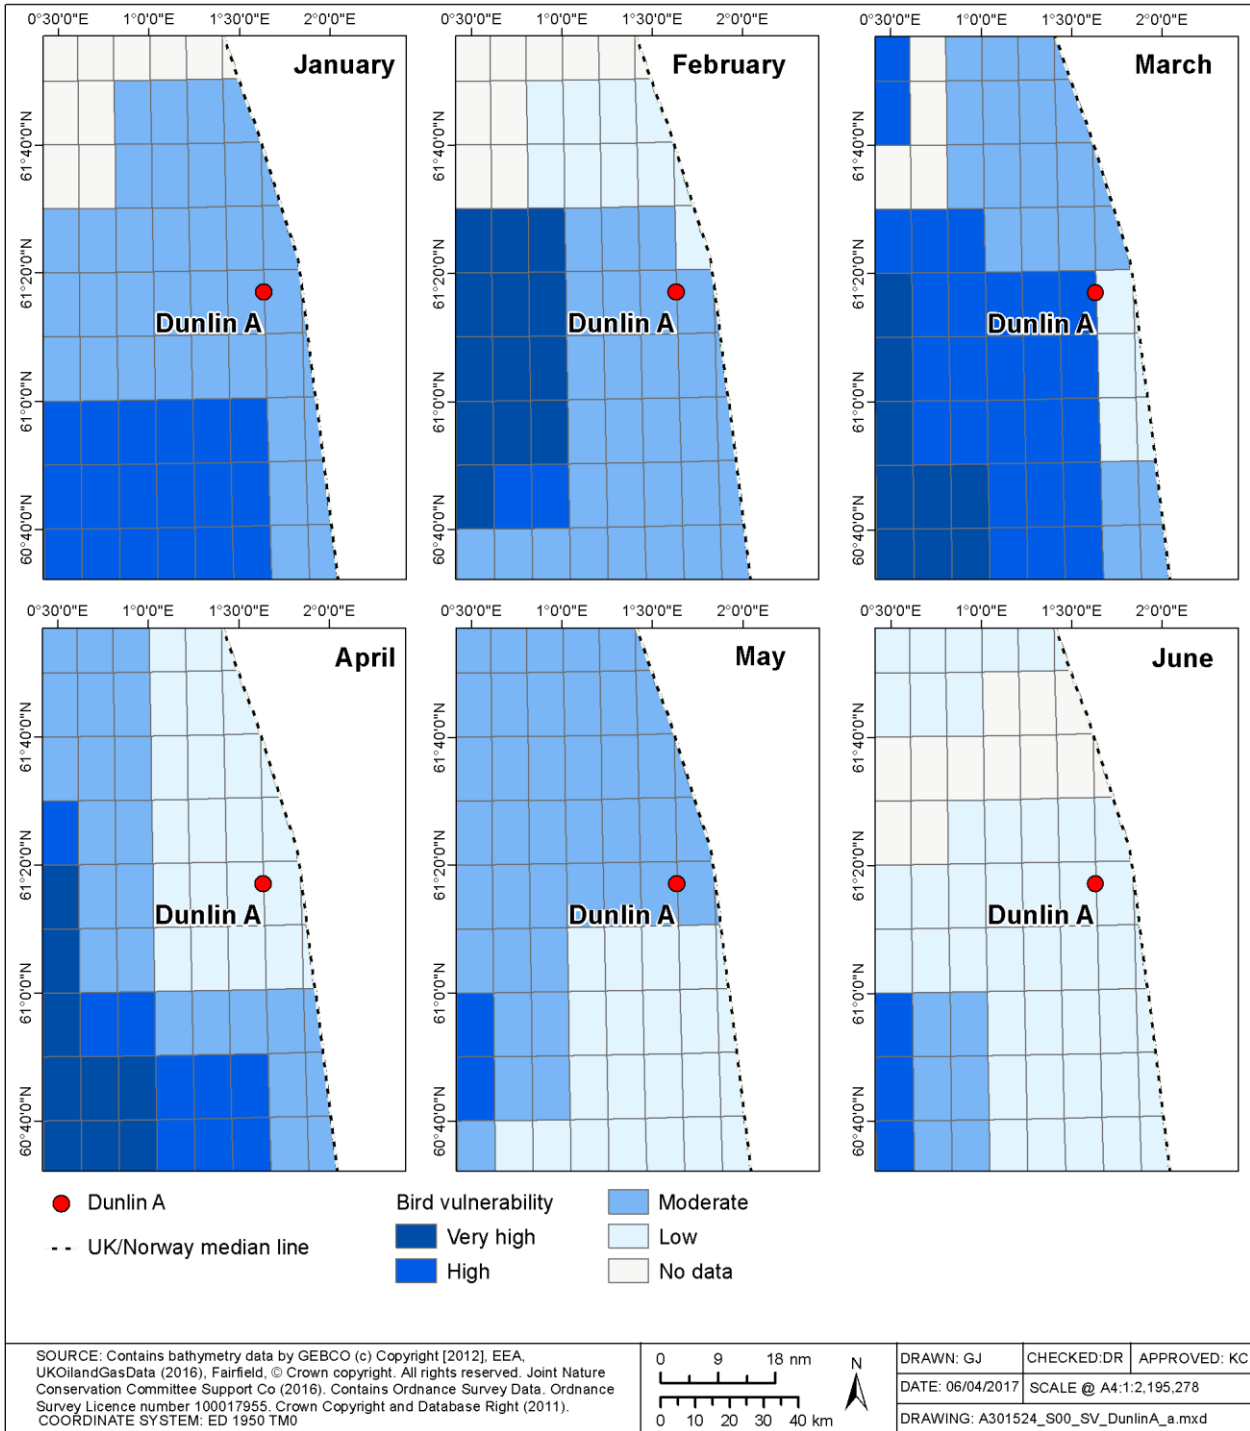 0°30'0"E 1°0'0"E 1°30'0"E 2°0'0"E
0°30'0"E 1°0'0"E 1°30'0"E 2°0'0"E
0°30'0"E 1°0'0"E 1°30'0"E 2°0'0"E
January
61°40'0"N
61°20'0"N
61°0'0"N
60°40'0"N
Dunlin A
February
61°40'0"N
61°20'0"N
61°0'0"N
60°40'0"N
Dunlin A
March
61°40'0"N
61°20'0"N
61°0'0"N
60°40'0"N
Dunlin A
0°30'0"E 1°0'0"E 1°30'0"E 2°0'0"E
0°30'0"E 1°0'0"E 1°30'0"E 2°0'0"E
0°30'0"E 1°0'0"E 1°30'0"E 2°0'0"E
April
61°40'0"N
61°20'0"N
61°0'0"N
60°40'0"N
Dunlin A
May
61°40'0"N
61°20'0"N
61°0'0"N
60°40'0"N
Dunlin A
June
61°40'0"N
61°20'0"N
61°0'0"N
60°40'0"N
Dunlin A
Dunlin A
UK/Norway median line
Bird vulnerability
Very high
High
Moderate
Low
No data
SOURCE: Contains bathymetry data by GEBCO (c) Copyright [2012], EEA,
UKOilandGasData (2016), Fairfield, © Crown copyright. All rights reserved. Joint Nature
Conservation Committee Support Co (2016). Contains Ordnance Survey Data. Ordnance
Survey Licence number 100017955. Crown Copyright and Database Right (2011).
COORDINATE SYSTEM: ED 1950 TM0
0 9 18 nm
0 10 20 30 40 km
N
DRAWN: GJ
CHECKED:DR
APPROVED: KC
DATE: 06/04/2017
SCALE @ A4:1:2,195,278
DRAWING: A301524_S00_SV_DunlinA_a.mxd